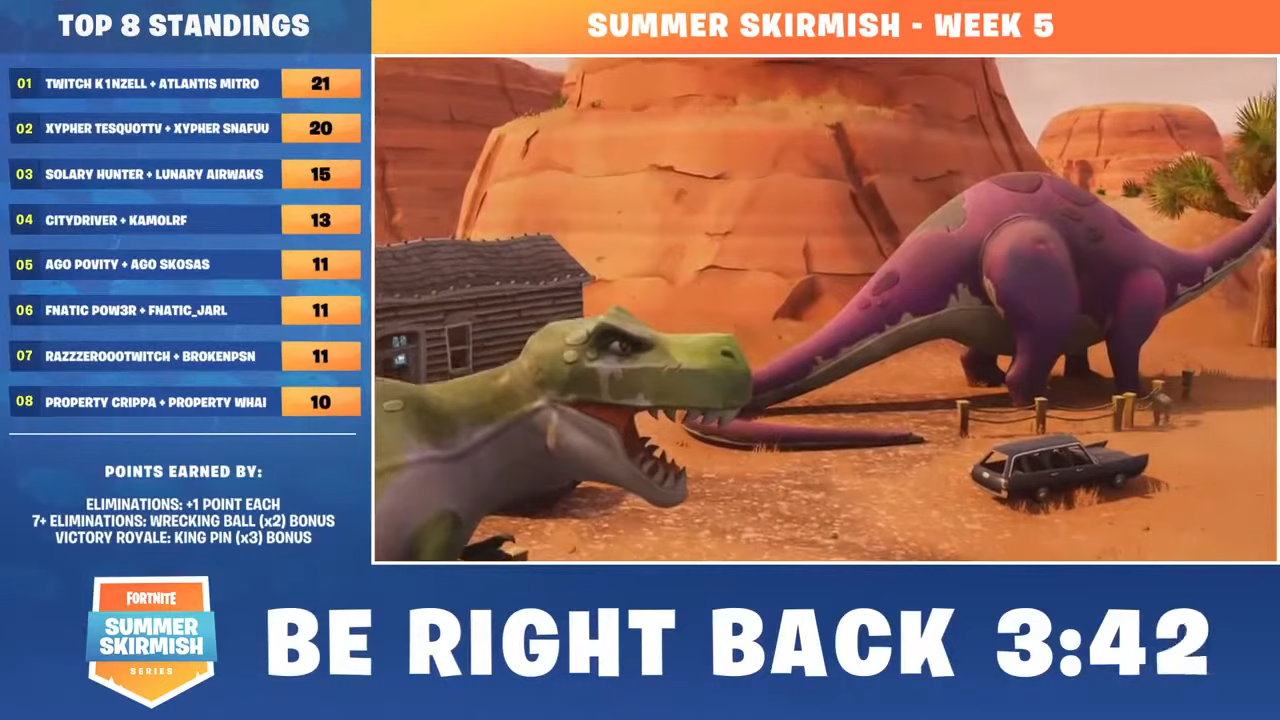 TOP 8 STANDINGS
SUMMER SKIRMISH - WEEK 5
01 TWITCH K1NZELL + ATLANTIS MITRO 21
02 XYPHER TESQUOTTV + XYPHER SNAFUU 20
03 SOLARY HUNTER + LUNARY AIRWAKS 15
04 CITYDRIVER + KAMOLRF 13
05 AGO POVITY + AGO SKOSAS 11
06 FNATIC POW3R + FNATIC_JARL 11
07 RAZZZEROOOTWITCH + BROKENPSN 11
08 PROPERTY CRIPPA + PROPERTY WHAI 10
POINTS EARNED BY:
ELIMINATIONS: +1 POINT EACH
7+ ELIMINATIONS: WRECKING BALL (x2) BONUS
VICTORY ROYALE: KING PIN (x3) BONUS
FORTNITE
SUMMER
SKIRMISH
SERIES
BE RIGHT BACK 3:42